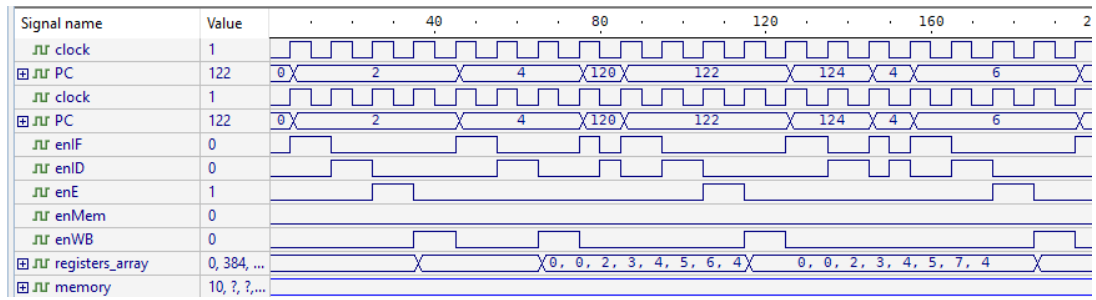 Signal name Value 40 80 120 160 2
clock 1
PC 122 0 2 4 120 122 124 4 6
clock 1
PC 122 0 2 4 120 122 124 4 6
enIF 0
enID 0
enE 1
enMem 0
enWB 0
registers_array 0, 384, ... 0, 0, 2, 3, 4, 5, 6, 4 0, 0, 2, 3, 4, 5, 7, 4
memory 10, ?, ?,...